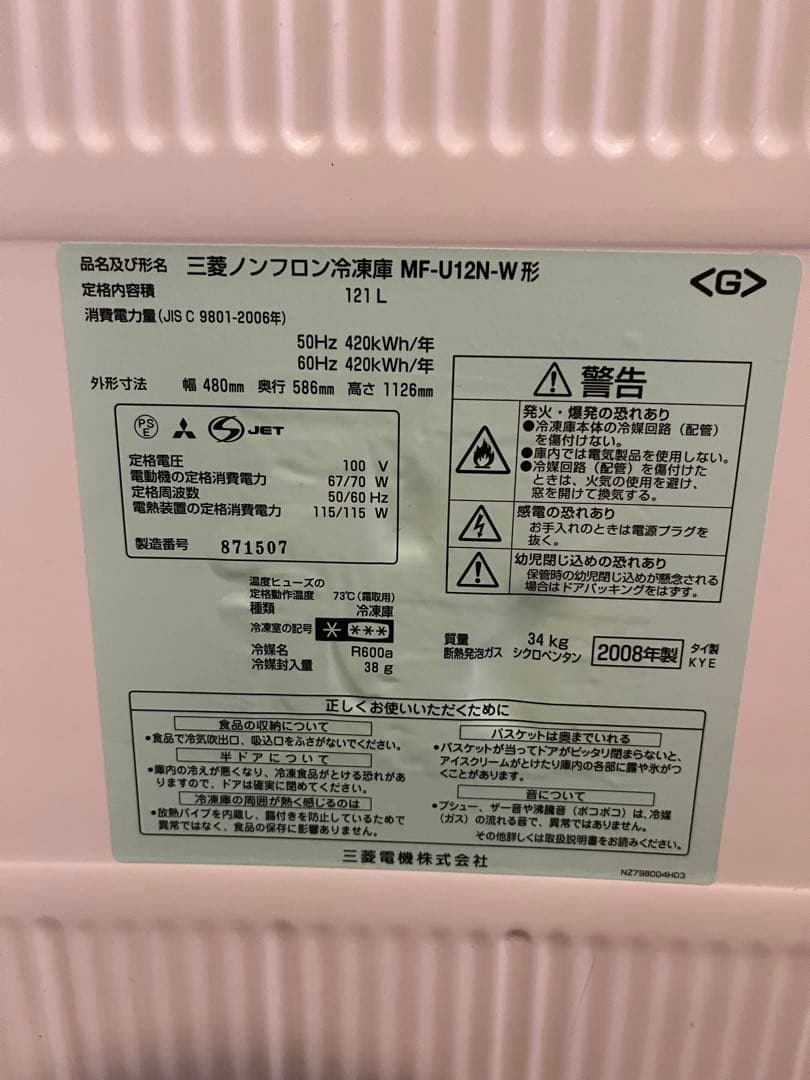 品名及び形名 三菱ノンフロン冷凍庫 MF-U12N-W形
<G>
定格内容積 121L
消費電力量(JIS C 9801-2006年)
50Hz 420kWh/年
60Hz 420kWh/年
外形寸法 幅 480mm 奥行 586mm 高さ 1126mm
PSE JET
定格電圧 100 V
電動機の定格消費電力 67/70 W
定格周波数 50/60 Hz
電熱装置の定格消費電力 115/115 W
製造番号 871507
警告
発火・爆発の恐れあり
●冷凍庫本体の冷媒回路(配管)
を傷付けない。
●庫内では電気製品を使用しない。
●冷媒回路(配管)を傷付けた
ときは、火気の使用を避け、
窓を開けて換気する。
感電の恐れあり
お手入れのときは電源プラグを
抜く。
幼児閉じ込めの恐れあり
保管時の幼児閉じ込めが懸念される
場合はドアパッキングをはずす。
温度ヒューズの
定格動作温度 73℃(霜取用)
種類 冷凍庫
冷凍室の記号 * ***
冷媒名 R600a
冷媒封入量 38 g
質量 34 kg
断熱発泡ガス シクロペンタン
2008年製
タイ製
KYE
正しくお使いいただくために
食品の収納について
•食品で冷気吹出口、吸込口をふさがないでください。
半ドアについて
•庫内の冷えが悪くなり、冷凍食品がとける恐れがあ
りますので、ドアは確実に閉めてください。
冷凍庫の周囲が熱く感じるのは
•放熱パイプを内蔵し、露付きを防止しているためで
異常ではなく、食品の保存に影響ありません。
バスケットは奥までいれる
•バスケットが当ってドアがピッタリ閉まらないと、
アイスクリームがとけたり庫内の各部に露や氷がつ
くことがあります。
音について
•プシュー、ザー音や沸騰音(ボコボコ)は、冷媒
(ガス)の流れる音で、異常ではありません。
その他詳しくは取扱説明書をお読みください。
三菱電機株式会社
NZ79B004H03